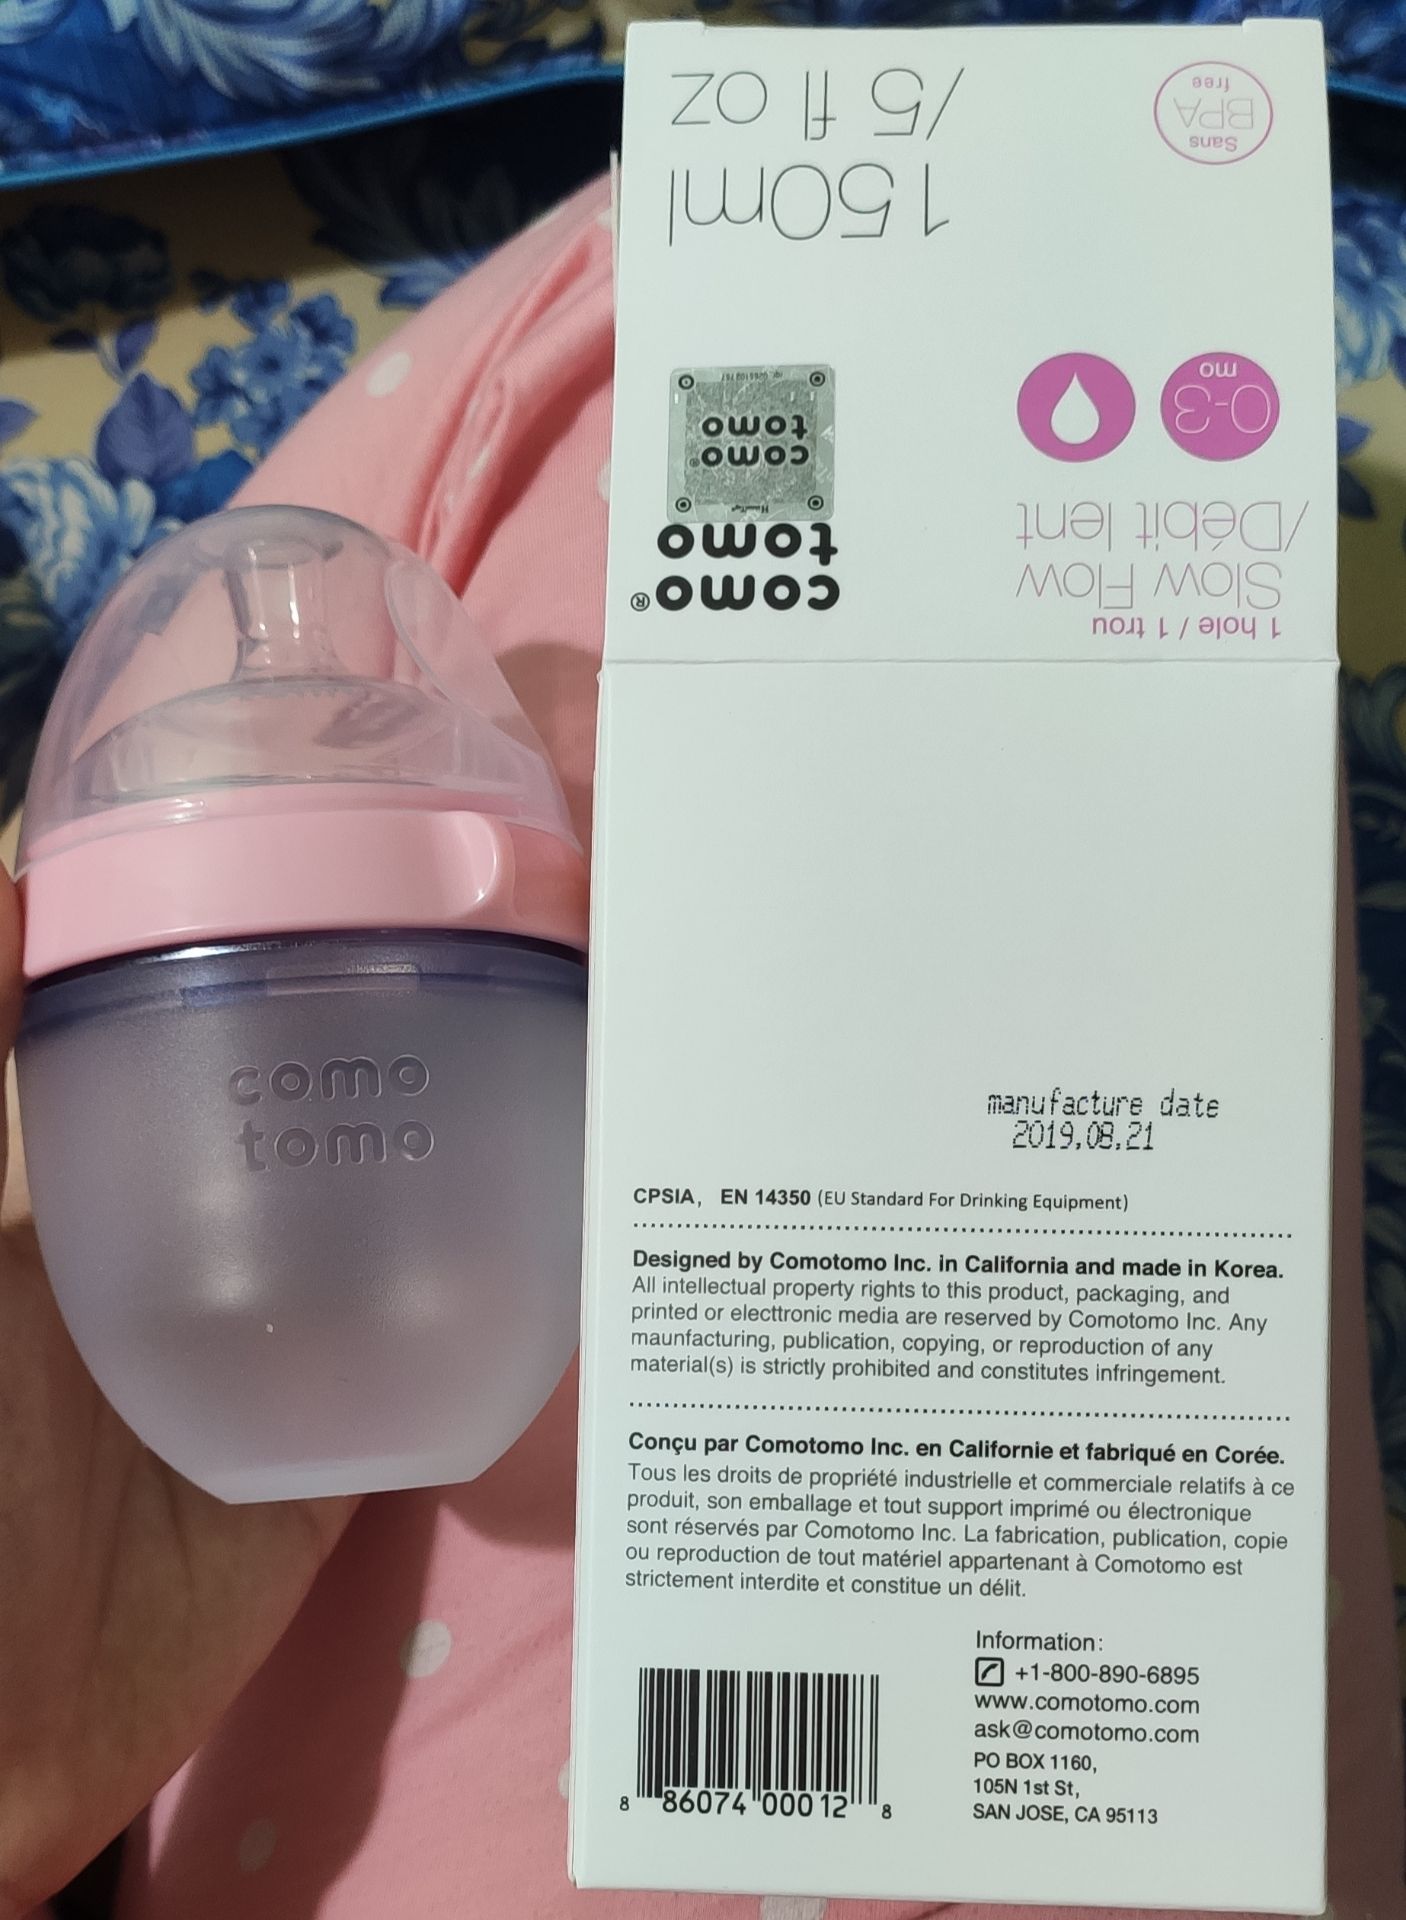 150ml
/5 fl oz
Sans
BPA
free
como®
tomo
como®
tomo
1 hole / 1 trou
Slow Flow
/Débit lent
0-3
mo
como
tomo
manufacture date
2019.08.21
CPSIA, EN 14350 (EU Standard For Drinking Equipment)
Designed by Comotomo Inc. in California and made in Korea.
All intellectual property rights to this product, packaging, and
printed or electtronic media are reserved by Comotomo Inc. Any
maunfacturing, publication, copying, or reproduction of any
material(s) is strictly prohibited and constitutes infringement.
Conçu par Comotomo Inc. en Californie et fabriqué en Corée.
Tous les droits de propriété industrielle et commerciale relatifs à ce
produit, son emballage et tout support imprimé ou électronique
sont réservés par Comotomo Inc. La fabrication, publication, copie
ou reproduction de tout matériel appartenant à Comotomo est
strictement interdite et constitue un délit.
Information:
+1-800-890-6895
www.comotomo.com
ask@comotomo.com
PO BOX 1160,
105N 1st St,
SAN JOSE, CA 95113
8 86074 00012 8